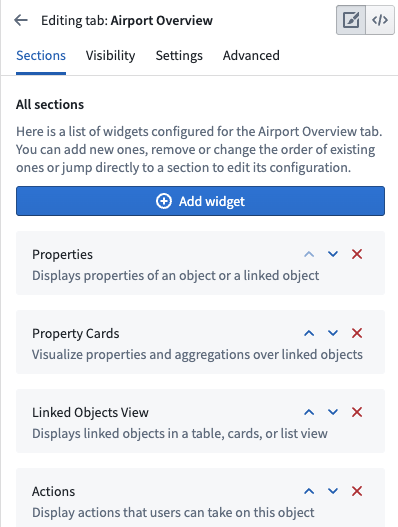 Editing tab: Airport Overview
</>
Sections Visibility Settings Advanced
All sections
Here is a list of widgets configured for the Airport Overview tab.
You can add new ones, remove or change the order of existing
ones or jump directly to a section to edit its configuration.
Add widget
Properties
Displays properties of an object or a linked object
Property Cards
Visualize properties and aggregations over linked objects
Linked Objects View
Displays linked objects in a table, cards, or list view
Actions
Display actions that users can take on this object